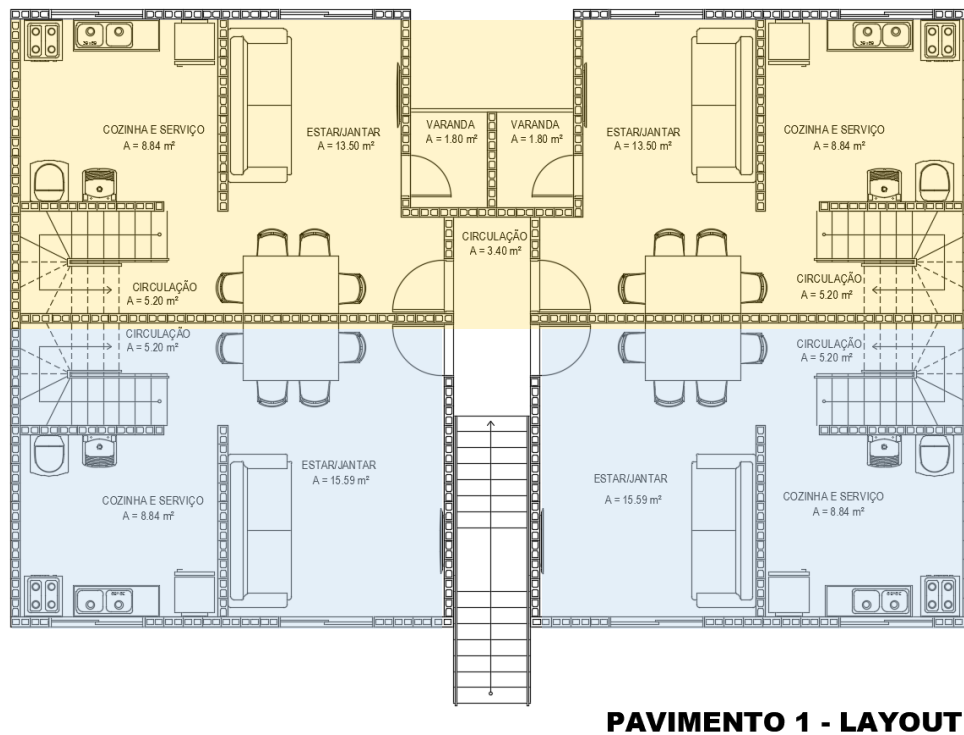 COZINHA E SERVIÇO
A = 8.84 m²
ESTAR/JANTAR
A = 13.50 m²
VARANDA
A = 1.80 m²
VARANDA
A = 1.80 m²
ESTAR/JANTAR
A = 13.50 m²
COZINHA E SERVIÇO
A = 8.84 m²
CIRCULAÇÃO
A = 3.40 m²
CIRCULAÇÃO
A = 5.20 m²
CIRCULAÇÃO
A = 5.20 m²
CIRCULAÇÃO
A = 5.20 m²
CIRCULAÇÃO
A = 5.20 m²
ESTAR/JANTAR
A = 15.59 m²
ESTAR/JANTAR
A = 15.59 m²
COZINHA E SERVIÇO
A = 8.84 m²
COZINHA E SERVIÇO
A = 8.84 m²
PAVIMENTO 1 - LAYOUT